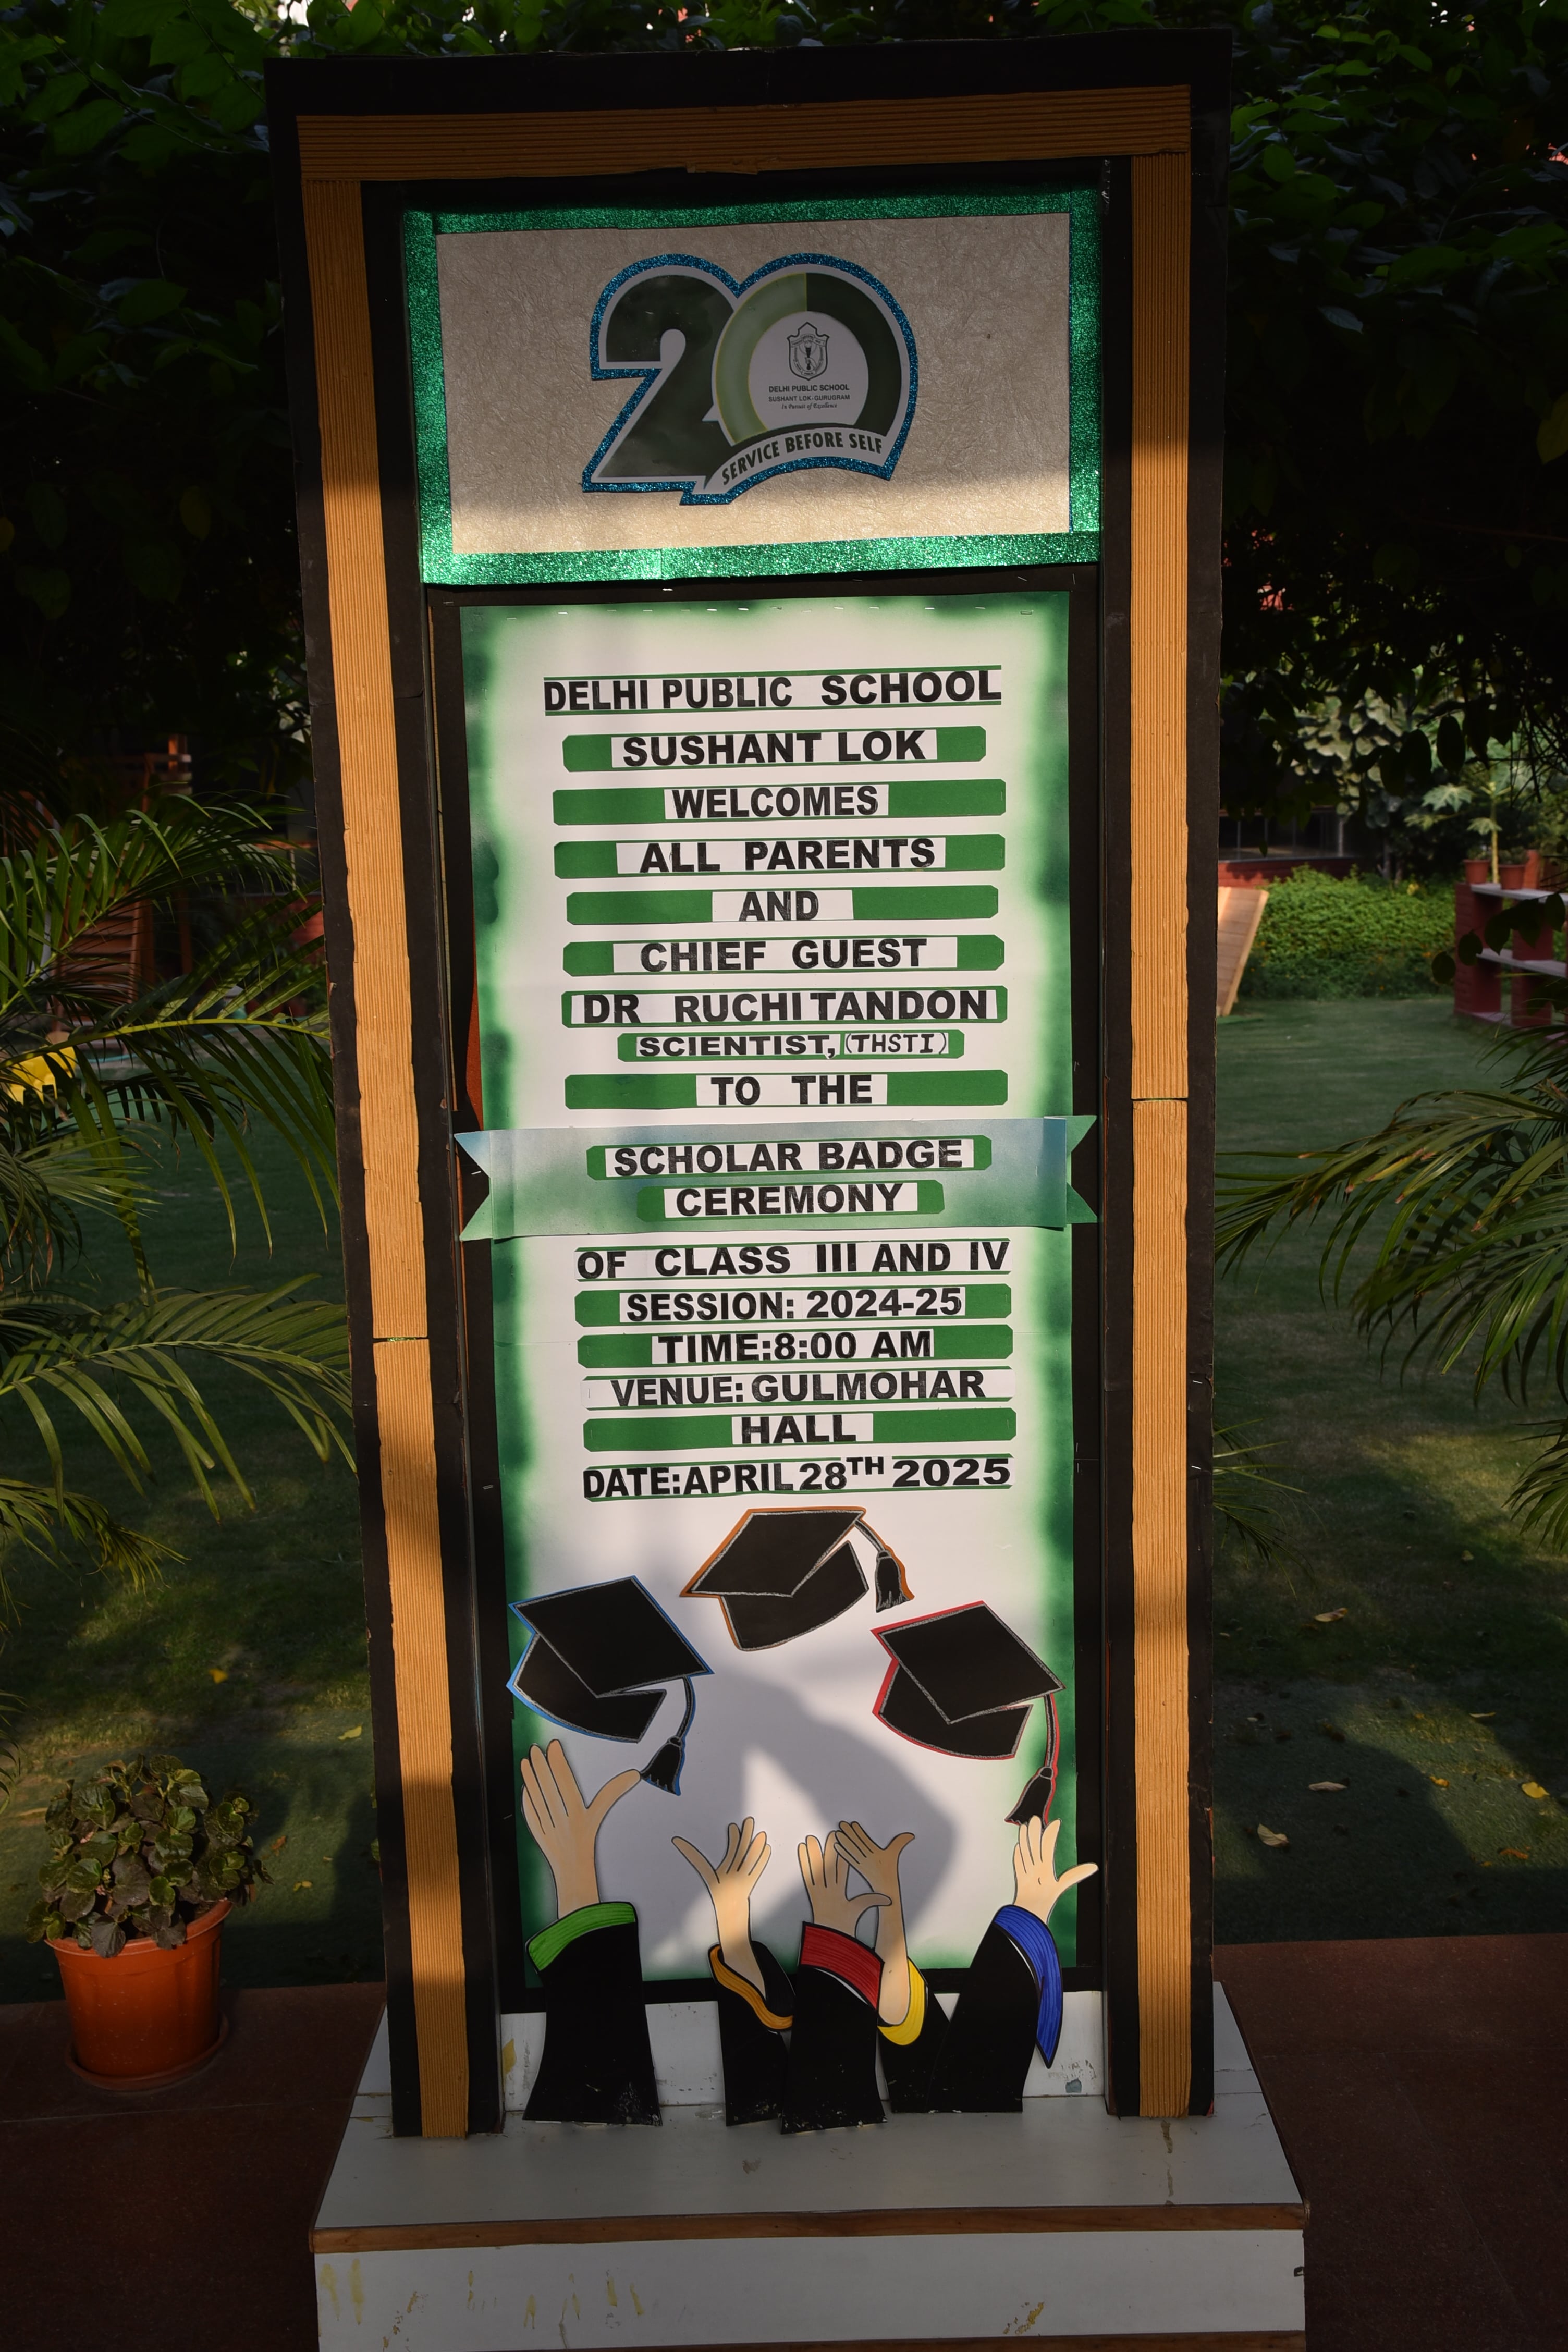 20
DELHI PUBLIC SCHOOL
SUSHANT LOK-GURUGRAM
In Pursuit of Excellence
SERVICE BEFORE SELF
DELHI PUBLIC SCHOOL
SUSHANT LOK
WELCOMES
ALL PARENTS
AND
CHIEF GUEST
DR RUCHI TANDON
SCIENTIST, (THSTI)
TO THE
SCHOLAR BADGE
CEREMONY
OF CLASS III AND IV
SESSION: 2024-25
TIME:8:00 AM
VENUE: GULMOHAR
HALL
DATE:APRIL 28TH 2025